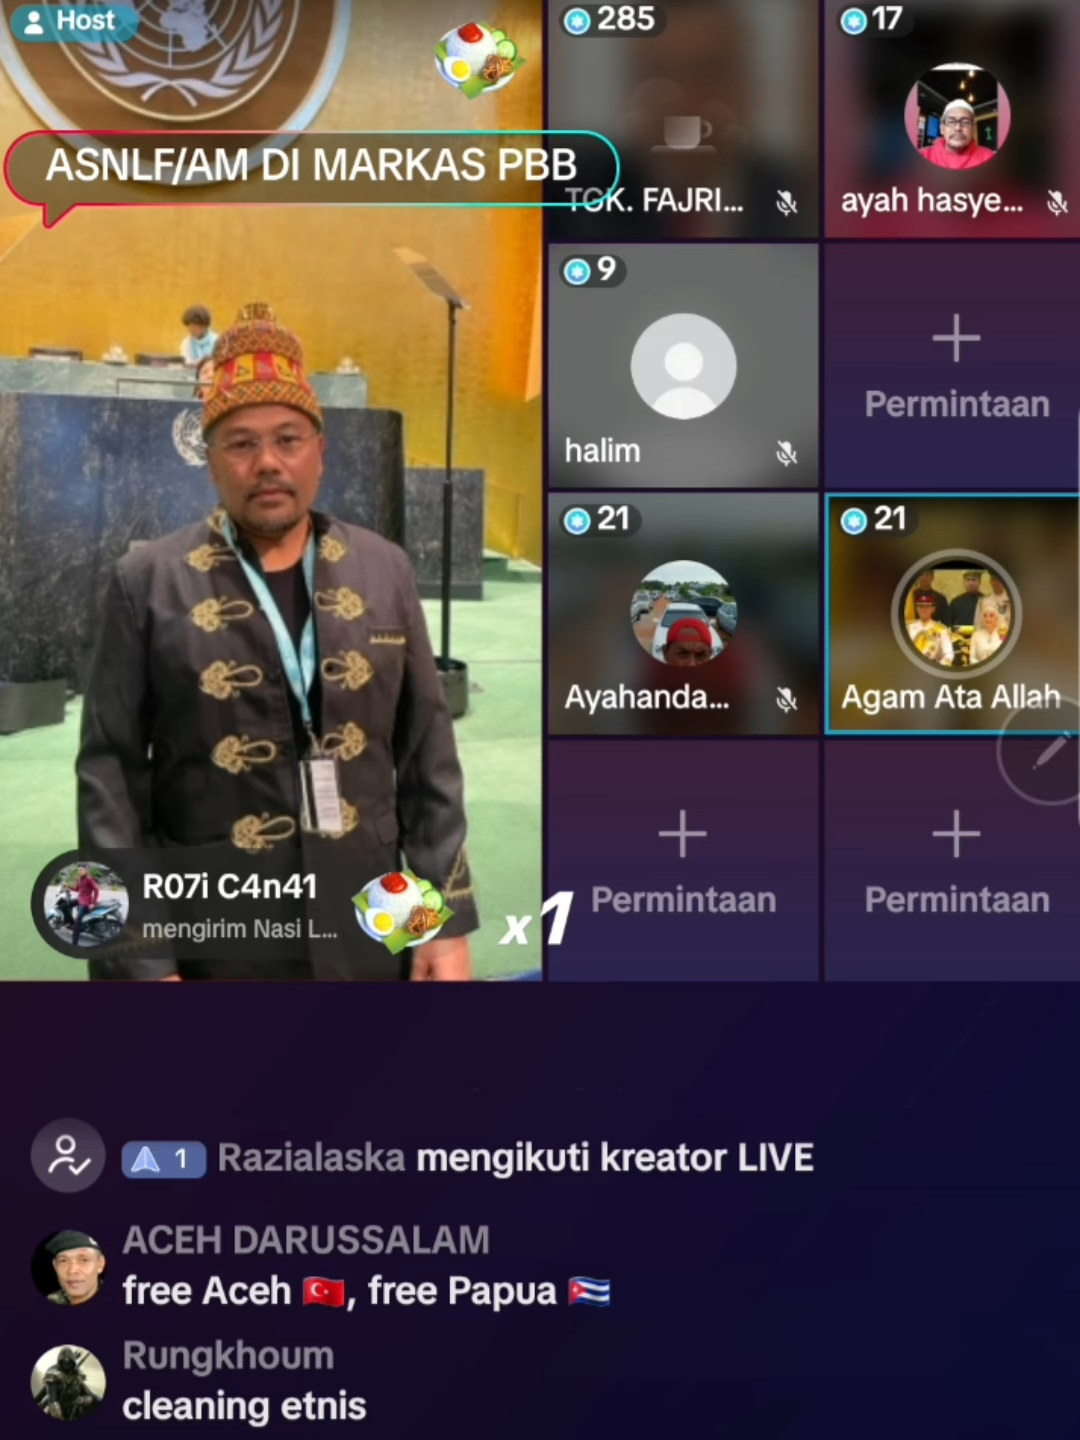 Host
ASNLF/AM DI MARKAS PBB
285
TGK. FAJRI...
17
ayah hasye...
9
halim
Permintaan
21
Ayahanda...
21
Agam Ata Allah
R07i C4n41
mengirim Nasi L...
x1
Permintaan
Permintaan
1 Razialaska mengikuti kreator LIVE
ACEH DARUSSALAM
free Aceh 🇹🇷, free Papua 🇨🇺
Rungkhoum
cleaning etnis